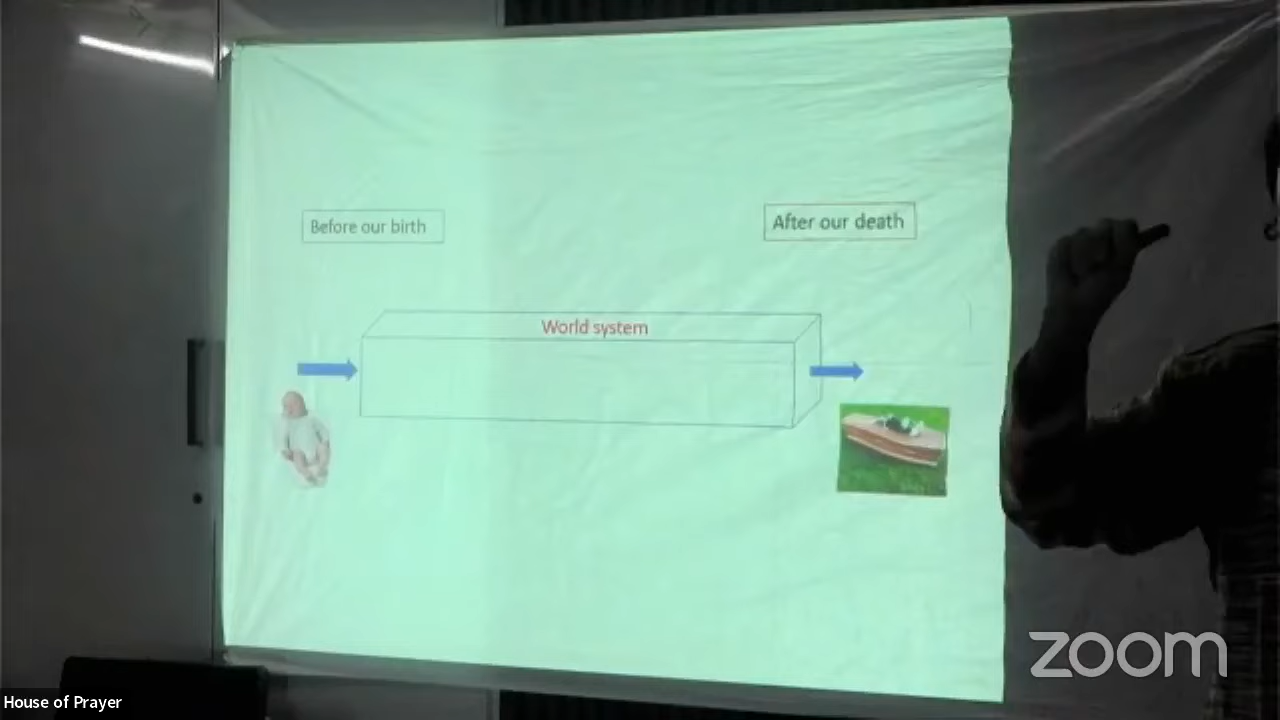 Before our birth
After our death
World system
House of Prayer
zoom